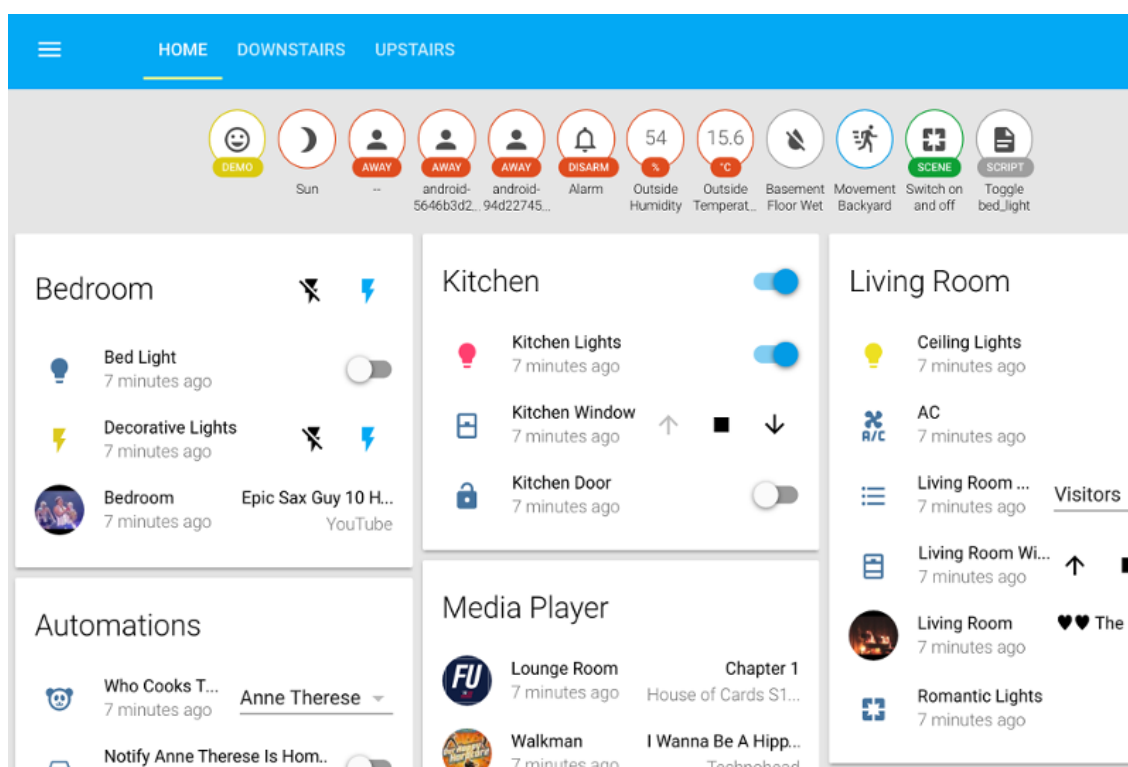 HOME DOWNSTAIRS UPSTAIRS
54 15.6
DEMO AWAY AWAY AWAY DISARM % °C SCENE SCRIPT
Sun -- android- android- Alarm Outside Outside Basement Movement Switch on Toggle
5646b3d2... 94d22745... Humidity Temperat... Floor Wet Backyard and off bed_light
Bedroom
Bed Light
7 minutes ago
Decorative Lights
7 minutes ago
Bedroom Epic Sax Guy 10 H...
7 minutes ago YouTube
Automations
Who Cooks T... Anne Therese
7 minutes ago
Notify Anne Therese Is Hom..
Kitchen
Kitchen Lights
7 minutes ago
Kitchen Window
7 minutes ago
Kitchen Door
7 minutes ago
Media Player
FU
Lounge Room Chapter 1
7 minutes ago House of Cards S1...
Walkman I Wanna Be A Hipp...
7 minutes ago Technohead
Living Room
Ceiling Lights
7 minutes ago
A/C
AC
7 minutes ago
Living Room ... Visitors
7 minutes ago
Living Room Wi...
7 minutes ago
Living Room ♥♥ The
7 minutes ago
Romantic Lights
7 minutes ago